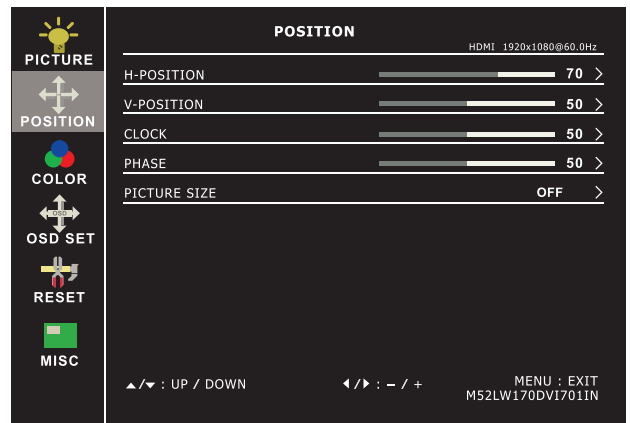 PICTURE
POSITION
COLOR
OSD
OSD SET
RESET
MISC
POSITION
HDMI 1920x1080@60.0Hz
H-POSITION 70 >
V-POSITION 50 >
CLOCK 50 >
PHASE 50 >
PICTURE SIZE OFF >
▲/▼ : UP / DOWN ◀/▶ : – / + MENU : EXIT
M52LW170DVI701IN